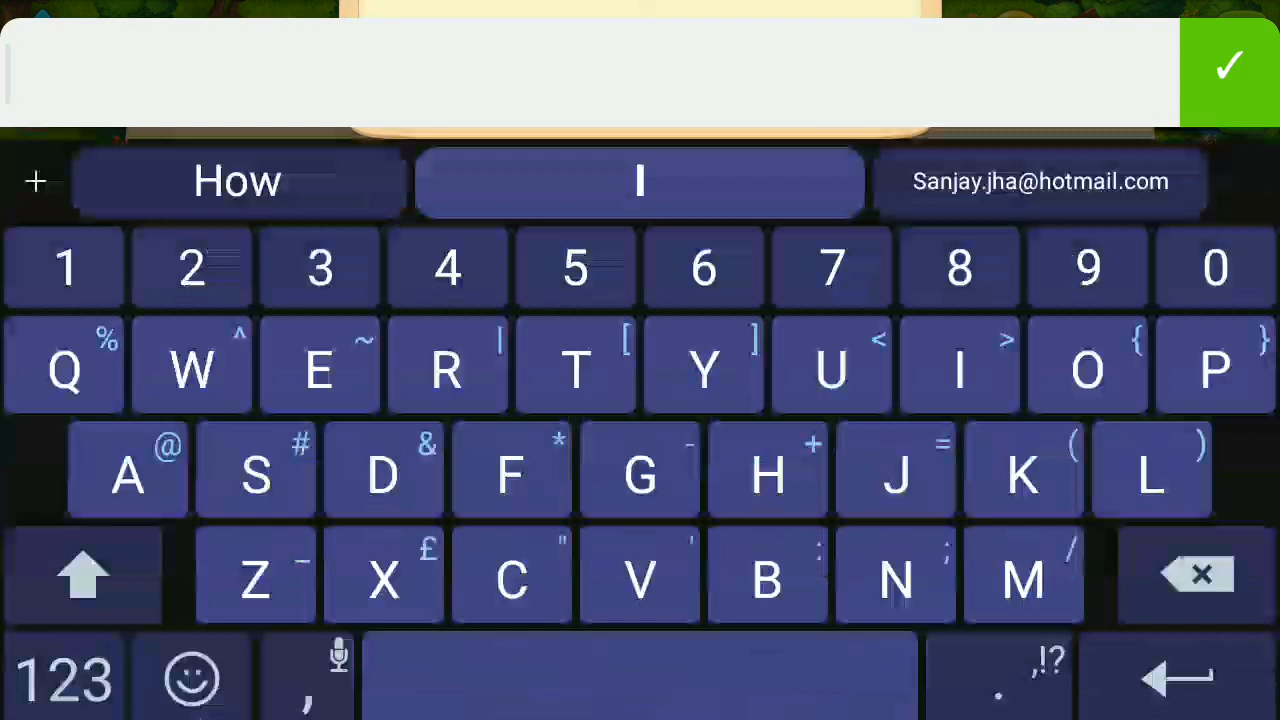 ✓
+ How I Sanjay.jha@hotmail.com
1 2 3 4 5 6 7 8 9 0
Q % W ^ E ~ R | T [ Y ] U < I > O { P }
A @ S # D & F * G - H + J = K ( L )
Z _ X £ C " V ' B : N ; M /
123 , . ,!?